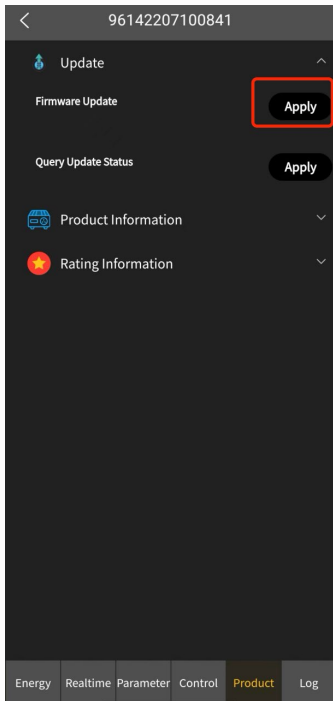 96142207100841
Update
Firmware Update
Apply
Query Update Status
Apply
Product Information
Rating Information
Energy Realtime Parameter Control Product Log